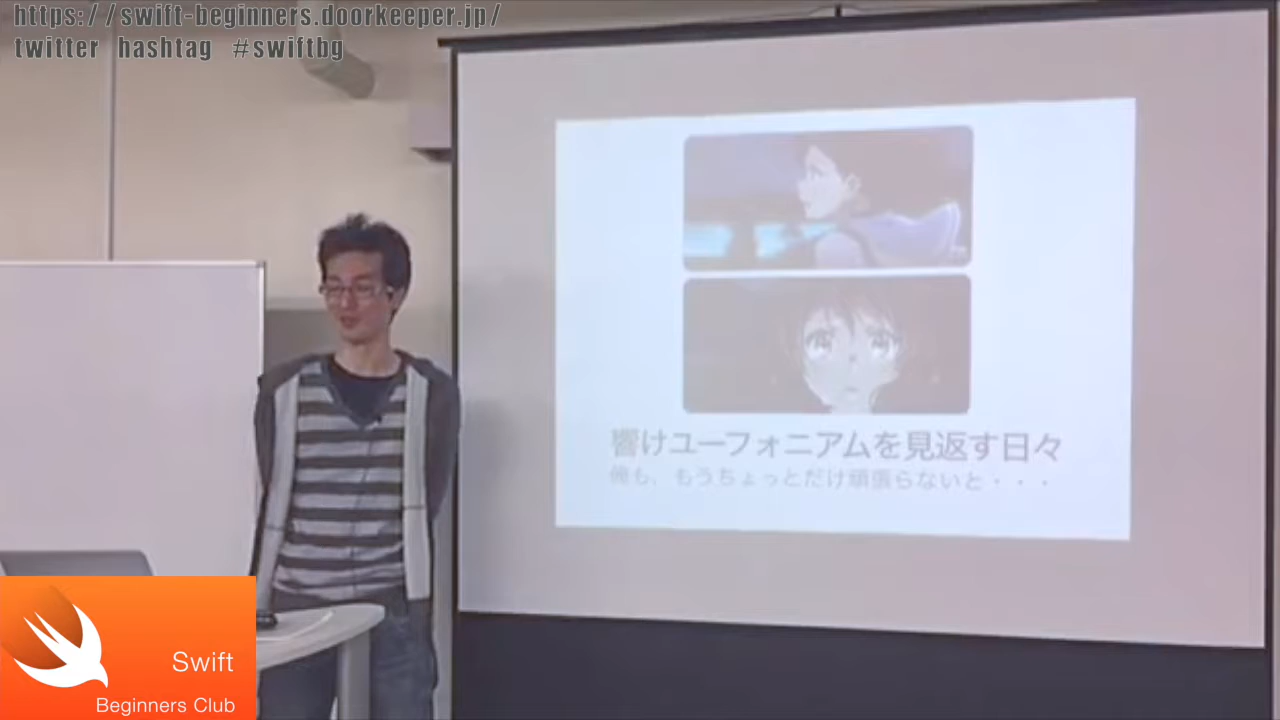 https://swift-beginners.doorkeeper.jp/
twitter hashtag #swiftbg
響けユーフォニアムを見返す日々
俺も、もうちょっとだけ頑張らないと・・・
Swift
Beginners Club